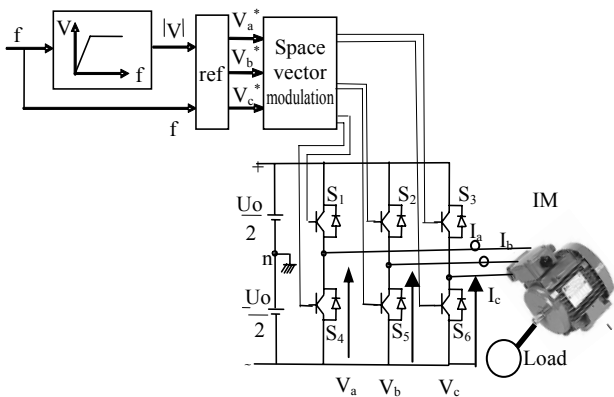 f
V
f
|V|
f
ref
Va*
Vb*
Vc*
Space
vector
modulation
+
S1
S2
S3
IM
Uo
2
Ia
Ib
n
-Uo
2
Ic
S4
S5
S6
Load
Va
Vb
Vc